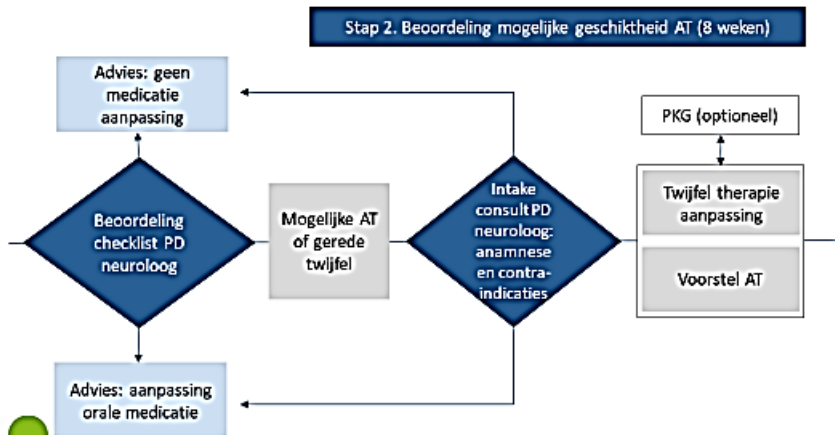 Stap 2. Beoordeling mogelijke geschiktheid AT (8 weken)
Advies: geen
medicatie
aanpassing
PKG (optioneel)
Beoordeling
checklist PD
neuroloog
Mogelijke AT
of gerede
twijfel
Intake
consult PD
neuroloog:
anamnese
en contra-
indicaties
Twijfel therapie
aanpassing
Voorstel AT
Advies: aanpassing
orale medicatie